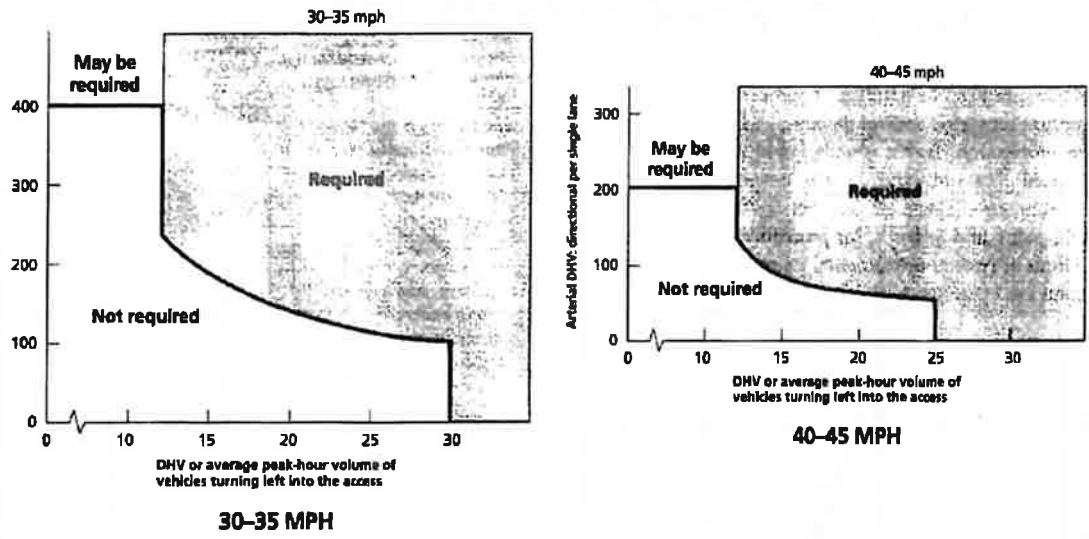 30–35 mph
May be
required
400
300
200
100
0
Required
Not required
0
10
15
20
25
30
DHV or average peak-hour volume of
vehicles turning left into the access
30–35 MPH
40–45 mph
Arterial DHV: directional per single lane
300
200
100
0
May be
required
Required
Not required
0
10
15
20
25
30
DHV or average peak-hour volume of
vehicles turning left into the access
40–45 MPH